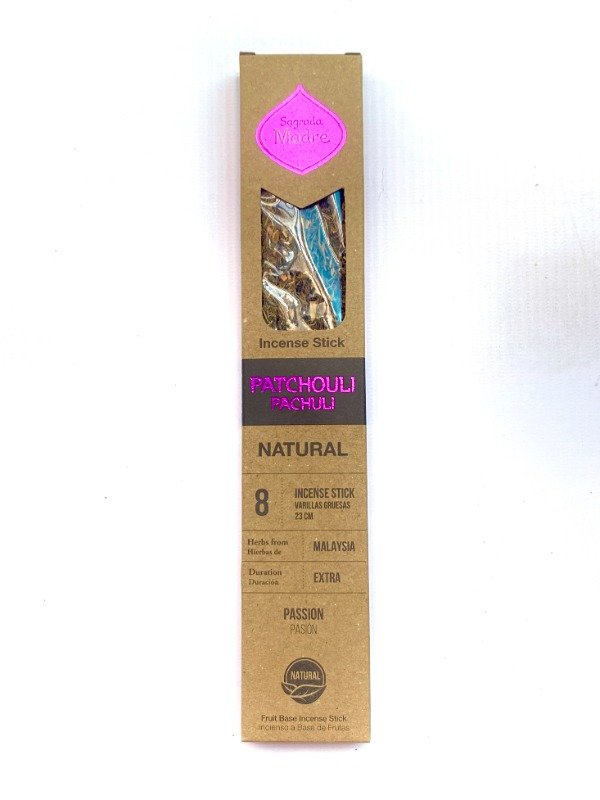 Sagrada
Madre
Incense Stick
PATCHOULI
PACHULI
NATURAL
8
INCENSE STICK
VARILLAS GRUESAS
23 CM
Herbs from
Hierbas de
MALAYSIA
Duration
Duración
EXTRA
PASSION
PASIÓN
NATURAL
Fruit Base Incense Stick
Incienso a Base de Frutas